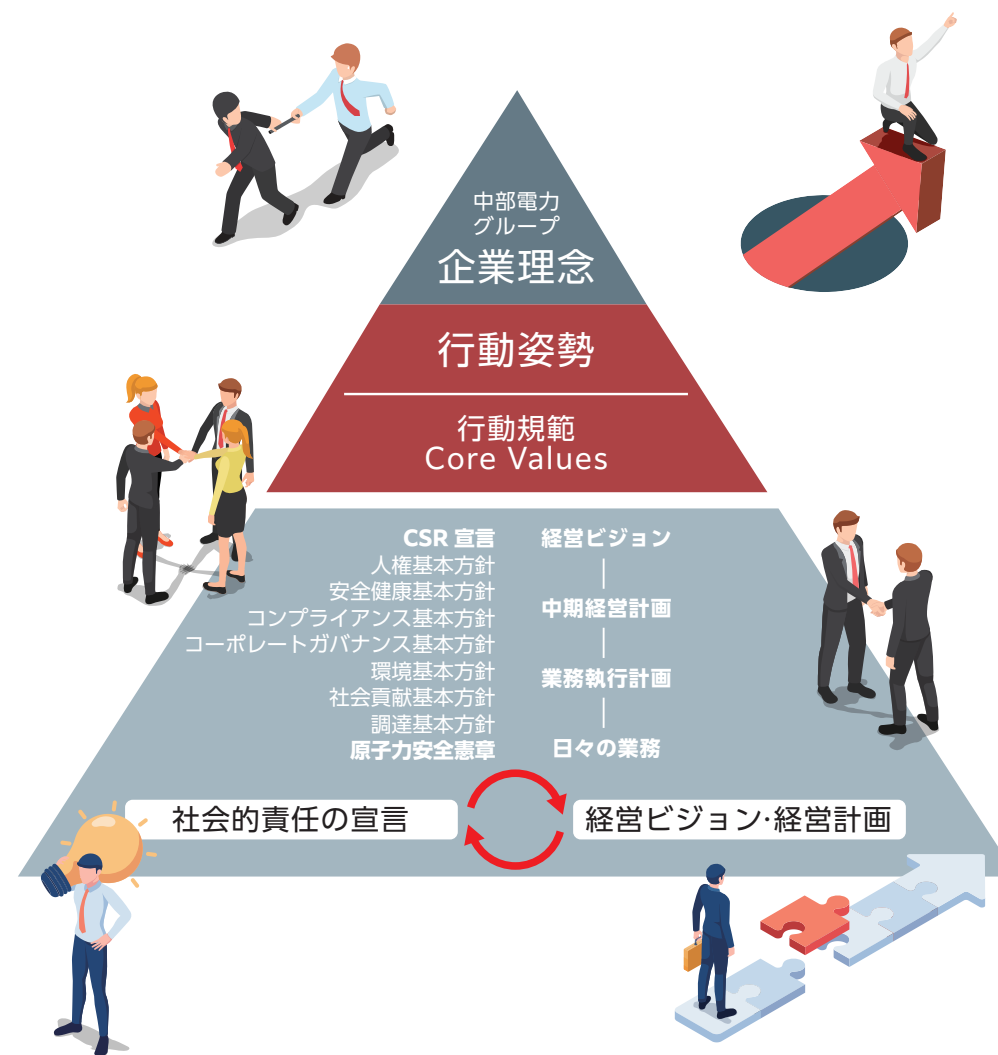 中部電力
グループ
企業理念
行動姿勢
行動規範
Core Values
CSR 宣言
人権基本方針
安全健康基本方針
コンプライアンス基本方針
コーポレートガバナンス基本方針
環境基本方針
社会貢献基本方針
調達基本方針
原子力安全憲章
経営ビジョン
中期経営計画
業務執行計画
日々の業務
社会的責任の宣言
経営ビジョン・経営計画